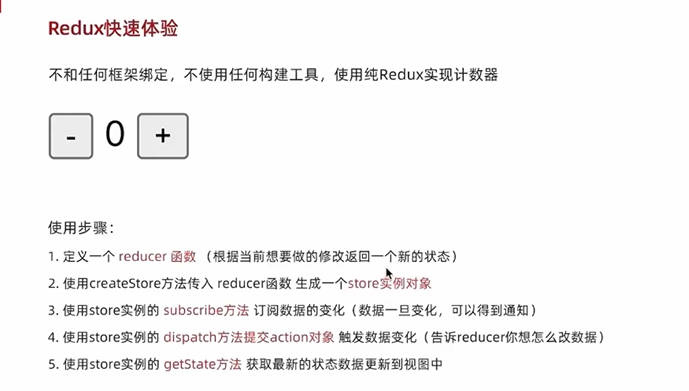 Redux快速体验
不和任何框架绑定，不使用任何构建工具，使用纯Redux实现计数器
- 0 +
使用步骤：
1. 定义一个 reducer 函数 （根据当前想要做的修改返回一个新的状态）
2. 使用createStore方法传入 reducer函数 生成一个store实例对象
3. 使用store实例的 subscribe方法 订阅数据的变化（数据一旦变化，可以得到通知）
4. 使用store实例的 dispatch方法提交action对象 触发数据变化（告诉reducer你想怎么改数据）
5. 使用store实例的 getState方法 获取最新的状态数据更新到视图中